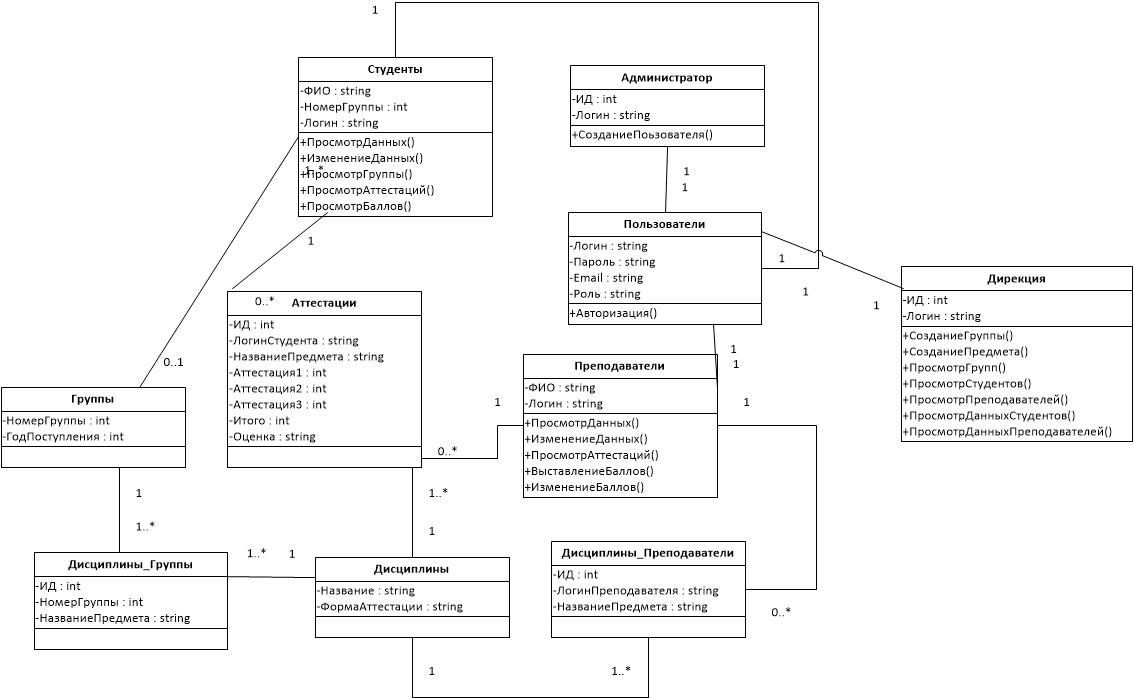 1
Студенты
-ФИО : string
-НомерГруппы : int
-Логин : string
+ПросмотрДанных()
+ИзменениеДанных()
+ПросмотрГруппы()
1..*
+ПросмотрАттестаций()
+ПросмотрБаллов()
1
Администратор
-ИД : int
-Логин : string
+СозданиеПоьзователя()
1
1
Пользователи
-Логин : string
-Пароль : string
-Email : string
-Роль : string
+Авторизация()
1
1
1
Дирекция
-ИД : int
-Логин : string
+СозданиеГруппы()
+СозданиеПредмета()
+ПросмотрГрупп()
+ПросмотрСтудентов()
+ПросмотрПреподавателей()
+ПросмотрДанныхСтудентов()
+ПросмотрДанныхПреподавателей()
0..*
Аттестации
-ИД : int
-ЛогинСтудента : string
-НазваниеПредмета : string
-Аттестация1 : int
-Аттестация2 : int
-Аттестация3 : int
-Итого : int
-Оценка : string
0..1
Группы
-НомерГруппы : int
-ГодПоступления : int
1
1
Преподаватели
-ФИО : string
-Логин : string
+ПросмотрДанных()
+ИзменениеДанных()
+ПросмотрАттестаций()
+ВыставлениеБаллов()
+ИзменениеБаллов()
1
1
0..*
1
1..*
1..*
1
Дисциплины_Группы
-ИД : int
-НомерГруппы : int
-НазваниеПредмета : string
1..*
1
Дисциплины
-Название : string
-ФормаАттестации : string
Дисциплины_Преподаватели
-ИД : int
-ЛогинПреподавателя : string
-НазваниеПредмета : string
0..*
1
1..*